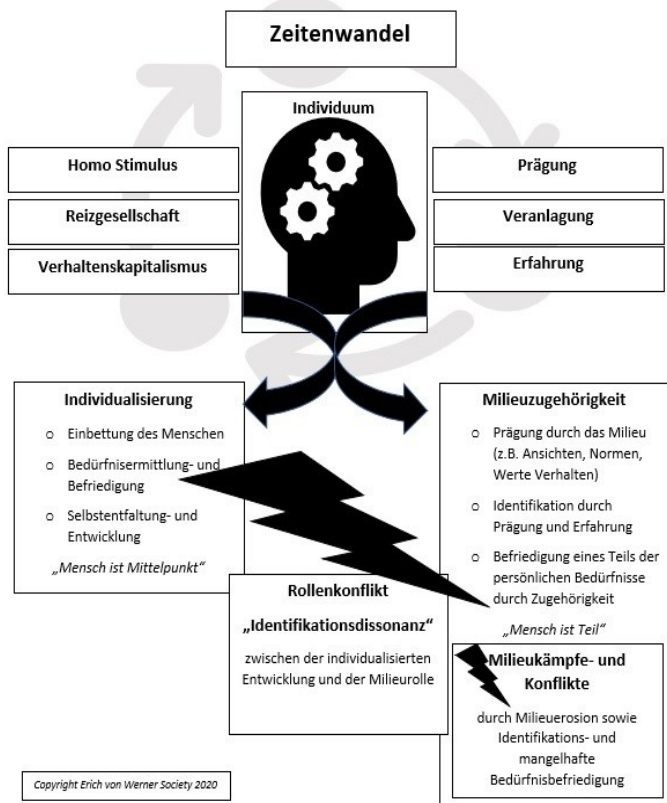 Zeitenwandel
Individuum
Homo Stimulus
Reizgesellschaft
Verhaltenskapitalismus
Prägung
Veranlagung
Erfahrung
Individualisierung
o Einbettung des Menschen
o Bedürfnisermittlung- und
Befriedigung
o Selbstentfaltung- und
Entwicklung
„Mensch ist Mittelpunkt“
Milieuzugehörigkeit
o Prägung durch das Milieu
(z.B. Ansichten, Normen,
Werte Verhalten)
o Identifikation durch
Prägung und Erfahrung
o Befriedigung eines Teils der
persönlichen Bedürfnisse
durch Zugehörigkeit
„Mensch ist Teil“
Rollenkonflikt
„Identifikationsdissonanz“
zwischen der individualisierten
Entwicklung und der Milieurolle
Milieukämpfe- und
Konflikte
durch Milieuerosion sowie
Identifikations- und
mangelhafte
Bedürfnisbefriedigung
Copyright Erich von Werner Society 2020